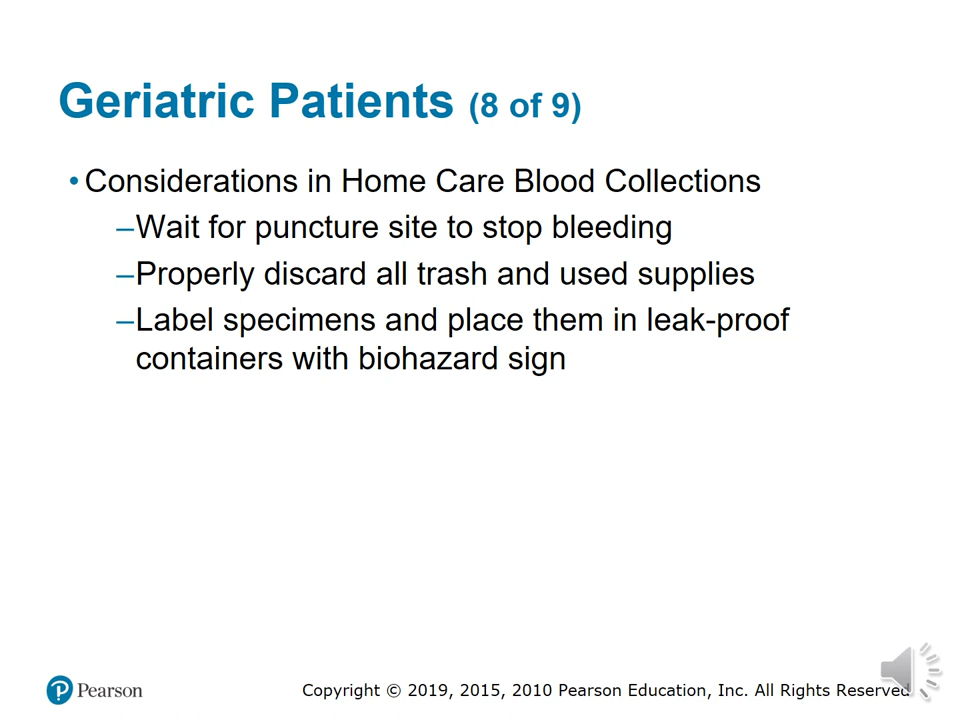 Geriatric Patients (8 of 9)
• Considerations in Home Care Blood Collections
–Wait for puncture site to stop bleeding
–Properly discard all trash and used supplies
–Label specimens and place them in leak-proof
containers with biohazard sign
Pearson
Copyright © 2019, 2015, 2010 Pearson Education, Inc. All Rights Reserved